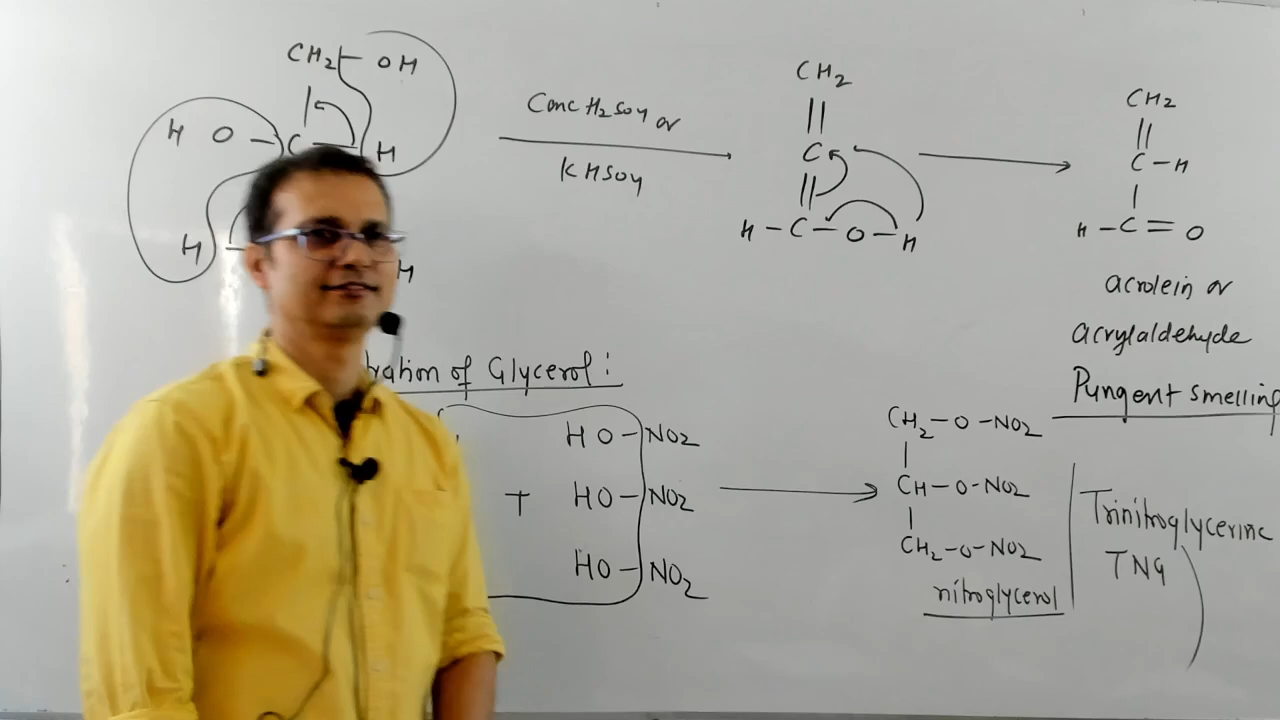 CH2 - OH
H O - C - H
H - H
Conc H2SO4 or
KHSO4
CH2
||
C
||
H - C - O - H
CH2
||
C - H
|
H - C = O
acrolein or
acrylaldehyde
Pungent smelling
of Glycerol :
HO - NO2
+ HO - NO2
HO - NO2
CH2 - O - NO2
|
CH - O - NO2
|
CH2 - O - NO2
nitroglycerol
Trinitroglycerine
TNG